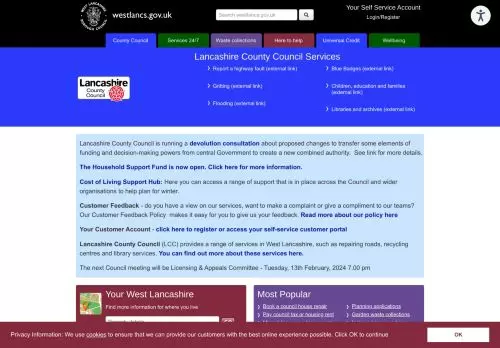 WEST LANCASHIRE BOROUGH COUNCIL
westlancs.gov.uk
Search westlancs.gov.uk
Your Self Service Account
Login/Register
County Council
Services 24/7
Waste collections
Here to help
Universal Credit
Wellbeing
Lancashire County Council Services
Lancashire
County
Council
Report a highway fault (external link)
Gritting (external link)
Flooding (external link)
Blue Badges (external link)
Children, education and families
(external link)
Libraries and archives (external link)
Lancashire County Council is running a devolution consultation about proposed changes to transfer some elements of
funding and decision-making powers from central Government to create a new combined authority. See link for more details.
The Household Support Fund is now open. Click here for more information.
Cost of Living Support Hub: Here you can access a range of support that is in place across the Council and wider
organisations to help plan for winter.
Customer Feedback - do you have a view on our services, want to make a complaint or give a compliment to our teams?
Our Customer Feedback Policy makes it easy for you to give us your feedback. Read more about our policy here
Your Customer Account - click here to register or access your self-service customer portal
Lancashire County Council (LCC) provides a range of services in West Lancashire, such as repairing roads, recycling
centres and library services. You can find out more about these services here.
The next Council meeting will be Licensing & Appeals Committee - Tuesday, 13th February, 2024 7.00 pm
Your West Lancashire
Find more information for where you live
Most Popular
Book a council house repair
Pay council tax or housing rent
Planning applications
Garden waste collections
Privacy Information: We use cookies to ensure that we can provide our customers with the best online experience possible. Click OK to continue
OK